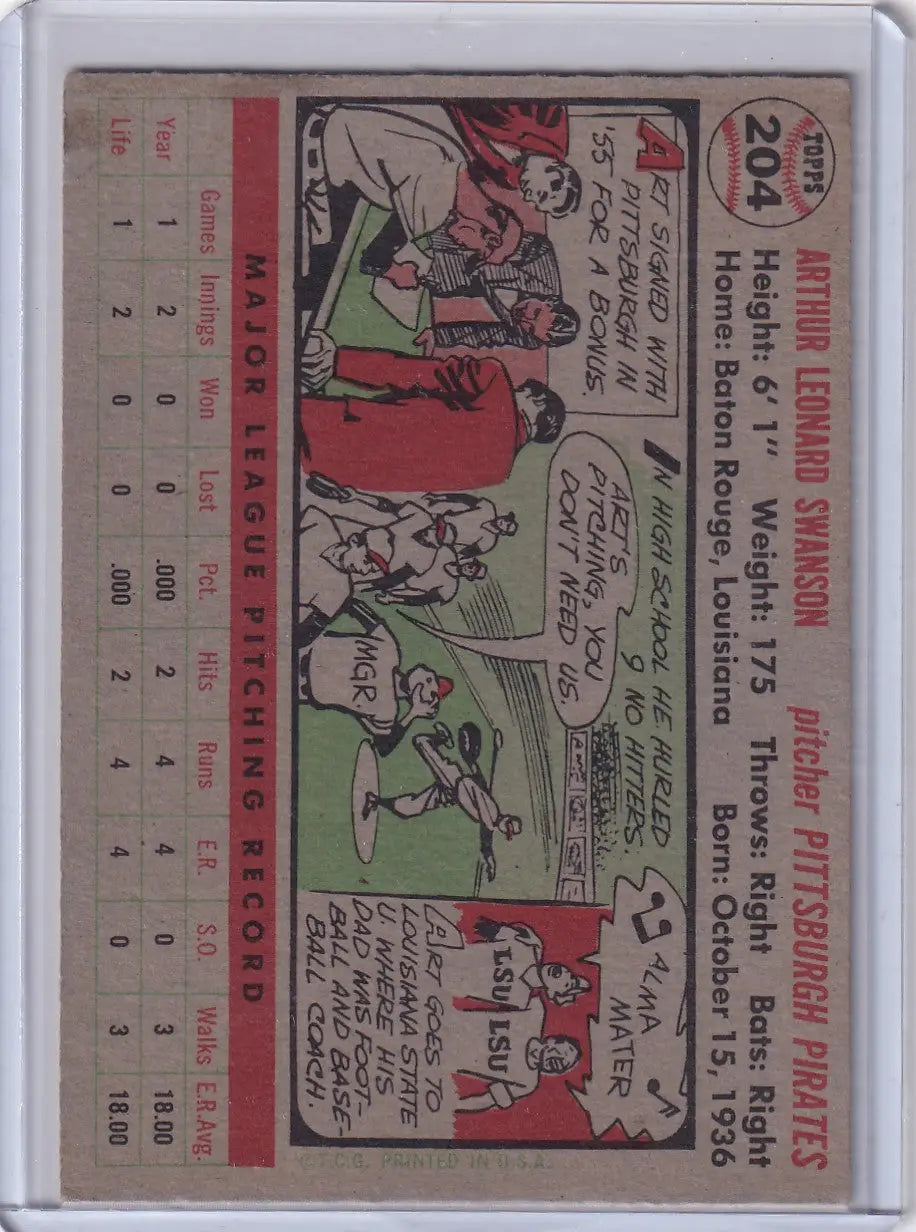 TOPPS
204
ARTHUR LEONARD SWANSON pitcher PITTSBURGH PIRATES
Height: 6' 1" Weight: 175 Throws: Right Bats: Right
Home: Baton Rouge, Louisiana Born: October 15, 1936
ART SIGNED WITH
PITTSBURGH IN
'55 FOR A BONUS.
IN HIGH SCHOOL HE HURLED
9 NO HITTERS.
ART'S
PITCHING, YOU
DON'T NEED US.
MGR.
ALMA
MATER
LSU LSU
ART GOES TO
LOUISIANA STATE
U. WHERE HIS
DAD WAS FOOT-
BALL AND BASE-
BALL COACH.
©T.C.G. PRINTED IN U.S.A.
MAJOR LEAGUE PITCHING RECORD
Games Innings Won Lost Pct. Hits Runs E.R. S.O. Walks E.R.Avg.
Year 1 2 0 0 .000 2 4 4 0 3 18.00
Life 1 2 0 0 .000 2 4 4 0 3 18.00